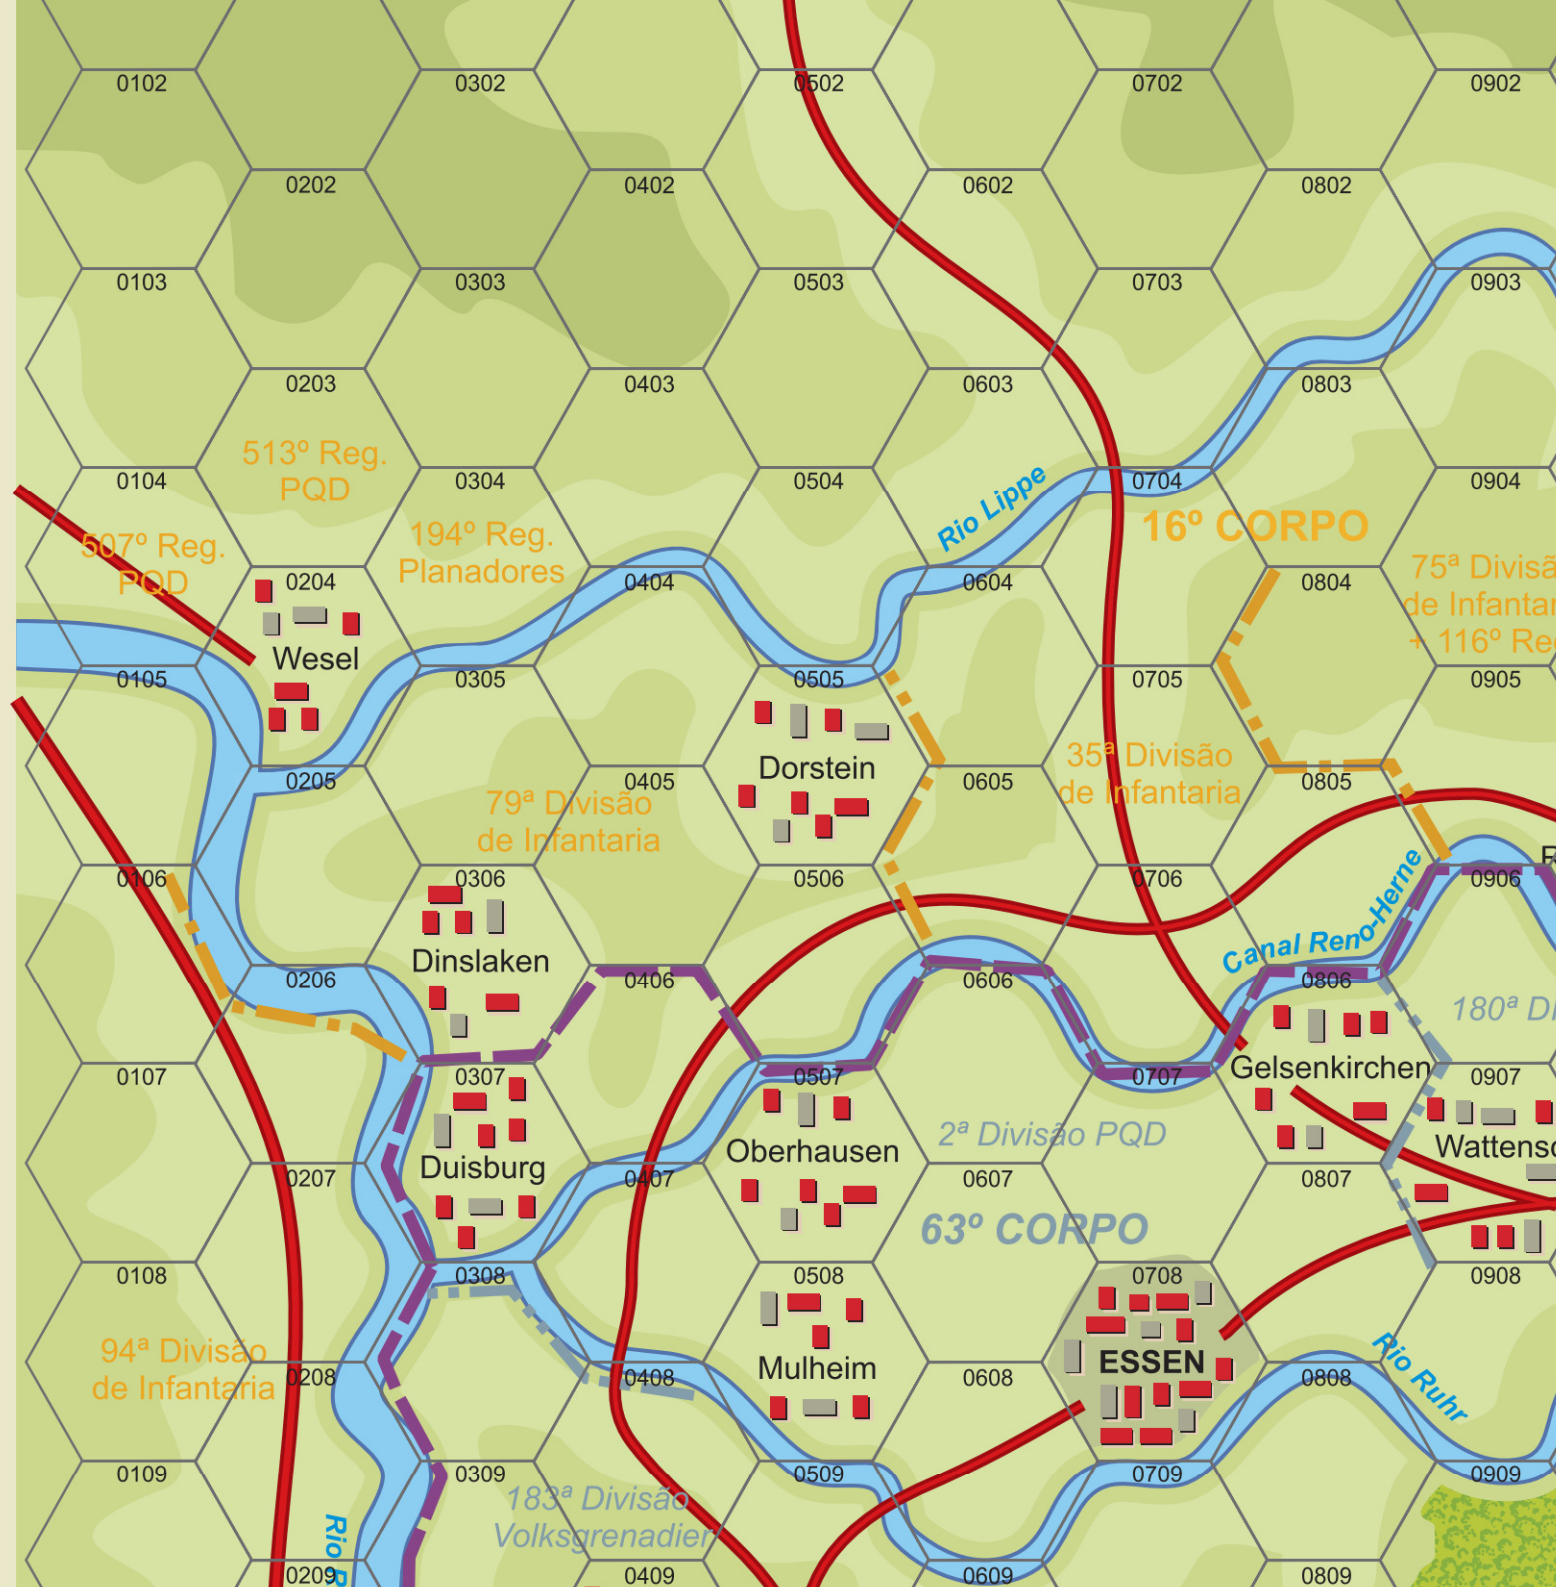 0102 0302 0502 0702 0902
0202 0402 0602 0802
0103 0303 0503 0703 0903
0203 0403 0603 0803
513º Reg.
PQD
0104 0304 0504 0704 0904
Rio Lippe
507º Reg.
PQD
194º Reg.
Planadores
16º CORPO
0204 0404 0604 0804
75ª Divisã
de Infantar
+ 116º Re
Wesel
0105 0305 0505 0705 0905
Dorstein
35ª Divisão
de Infantaria
0205 0405 0605 0805
79ª Divisão
de Infantaria
0106 0306 0506 0706 0906
Canal Reno-Herne
Dinslaken
0206 0406 0606 0806
180ª Di
Gelsenkirchen
0107 0307 0507 0707 0907
2ª Divisão PQD
Oberhausen
Wattensc
Duisburg
0207 0407 0607 0807
63º CORPO
0108 0308 0508 0708 0908
94ª Divisão
de Infantaria
Mulheim
ESSEN
Rio Ruhr
0208 0408 0608 0808
0109 0309 0509 0709 0909
183ª Divisão
Volksgrenadier
Rio R
0209 0409 0609 0809